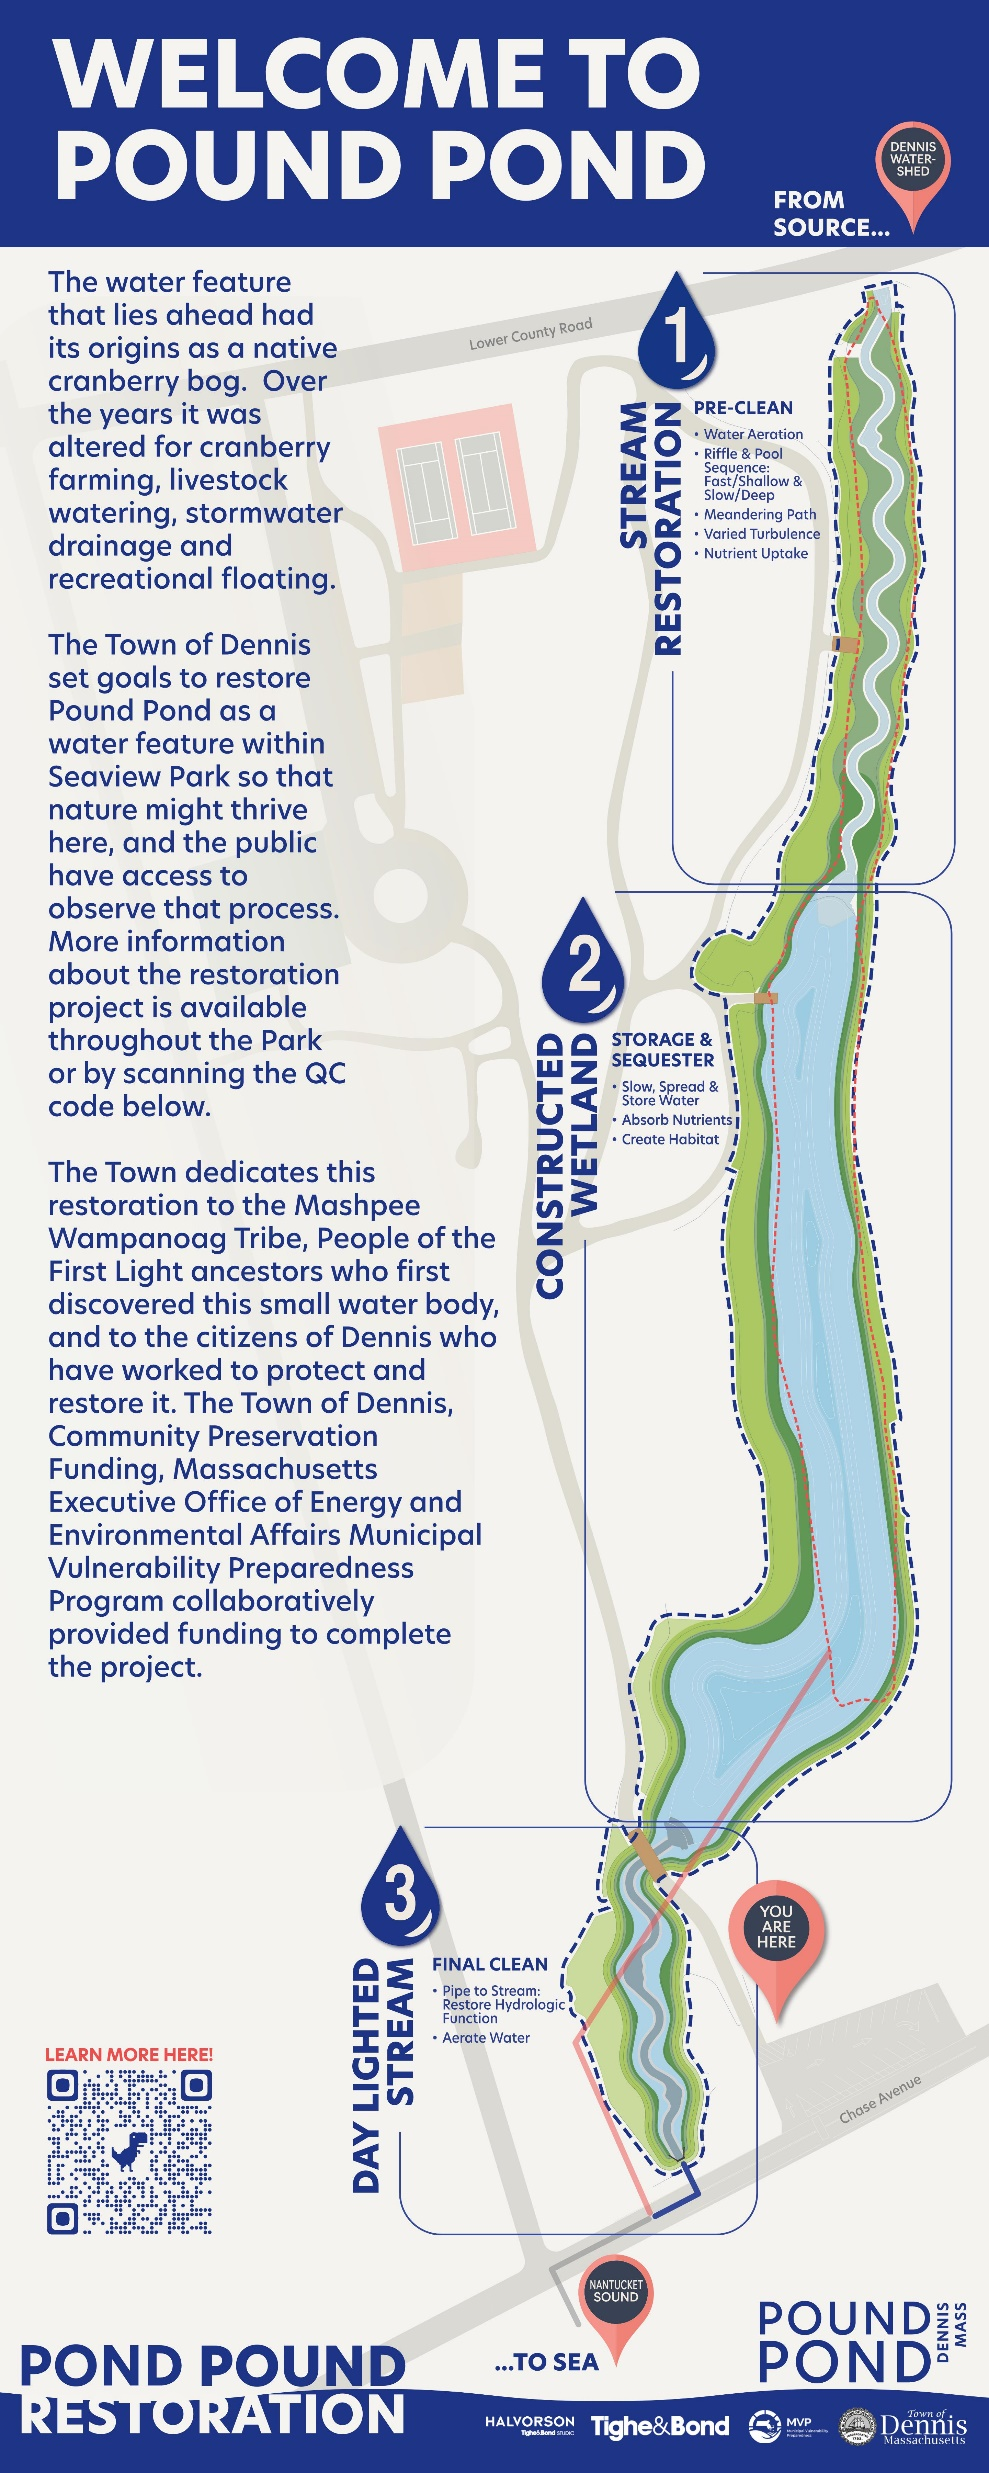 WELCOME TO
POUND POND
DENNIS
WATER-
SHED
FROM
SOURCE...
The water feature
that lies ahead had
its origins as a native
cranberry bog.  Over
the years it was
altered for cranberry
farming, livestock
watering, stormwater
drainage and
recreational floating.
The Town of Dennis
set goals to restore
Pound Pond as a
water feature within
Seaview Park so that
nature might thrive
here, and the public
have access to
observe that process.
More information
about the restoration
project is available
throughout the Park
or by scanning the QC
code below.
The Town dedicates this
restoration to the Mashpee
Wampanoag Tribe, People of the
First Light ancestors who first
discovered this small water body,
and to the citizens of Dennis who
have worked to protect and
restore it. The Town of Dennis,
Community Preservation
Funding, Massachusetts
Executive Office of Energy and
Environmental Affairs Municipal
Vulnerability Preparedness
Program collaboratively
provided funding to complete
the project.
Lower County Road
1
STREAM
RESTORATION
PRE-CLEAN
• Water Aeration
• Riffle & Pool
Sequence:
Fast/Shallow &
Slow/Deep
• Meandering Path
• Varied Turbulence
• Nutrient Uptake
2
CONSTRUCTED
WETLAND
STORAGE &
SEQUESTER
• Slow, Spread &
Store Water
• Absorb Nutrients
• Create Habitat
3
DAY LIGHTED
STREAM
FINAL CLEAN
• Pipe to Stream:
Restore Hydrologic
Function
• Aerate Water
YOU
ARE
HERE
Chase Avenue
LEARN MORE HERE!
NANTUCKET
SOUND
...TO SEA
POUND
POND
DENNIS
MASS
POND POUND
RESTORATION
HALVORSON
Tighe&Bond STUDIO
Tighe&Bond
MVP
Municipal Vulnerability
Preparedness
Town of
Dennis
Massachusetts